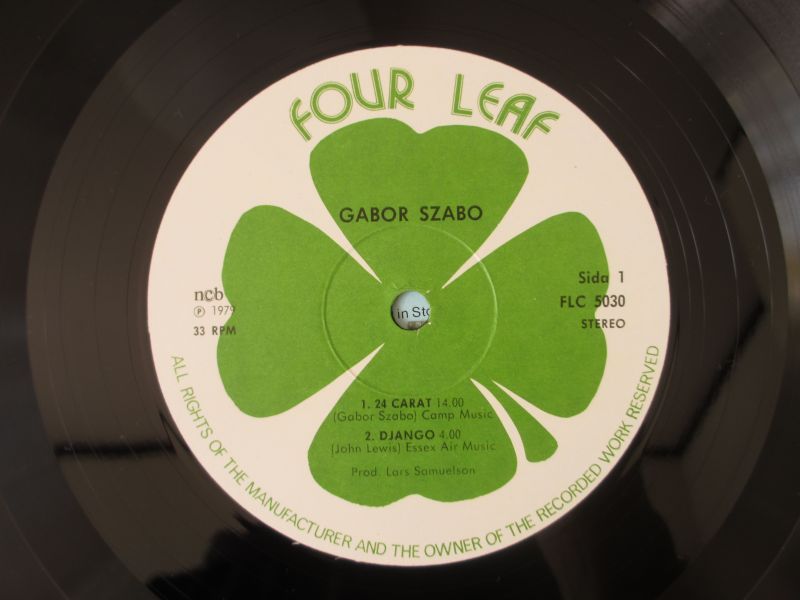 FOUR LEAF
GABOR SZABO
ncb
℗ 1979
33 RPM
Sida 1
FLC 5030
STEREO
in Sto
1. 24 CARAT 14.00
(Gabor Szabo) Camp Music
2. DJANGO 4.00
(John Lewis) Essex Air Music
Prod. Lars Samuelson
ALL RIGHTS OF THE MANUFACTURER AND THE OWNER OF THE RECORDED WORK RESERVED